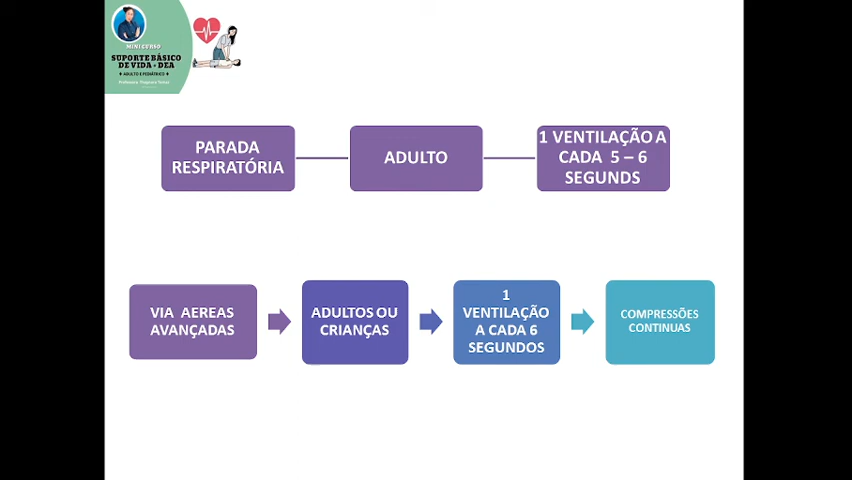 MINI CURSO
SUPORTE BÁSICO
DE VIDA - DEA
ADULTO E PEDIÁTRICO
PARADA
RESPIRATÓRIA
ADULTO
1 VENTILAÇÃO A
CADA 5 – 6
SEGUNDS
VIA AEREAS
AVANÇADAS
ADULTOS OU
CRIANÇAS
1
VENTILAÇÃO
A CADA 6
SEGUNDOS
COMPRESSÕES
CONTINUAS